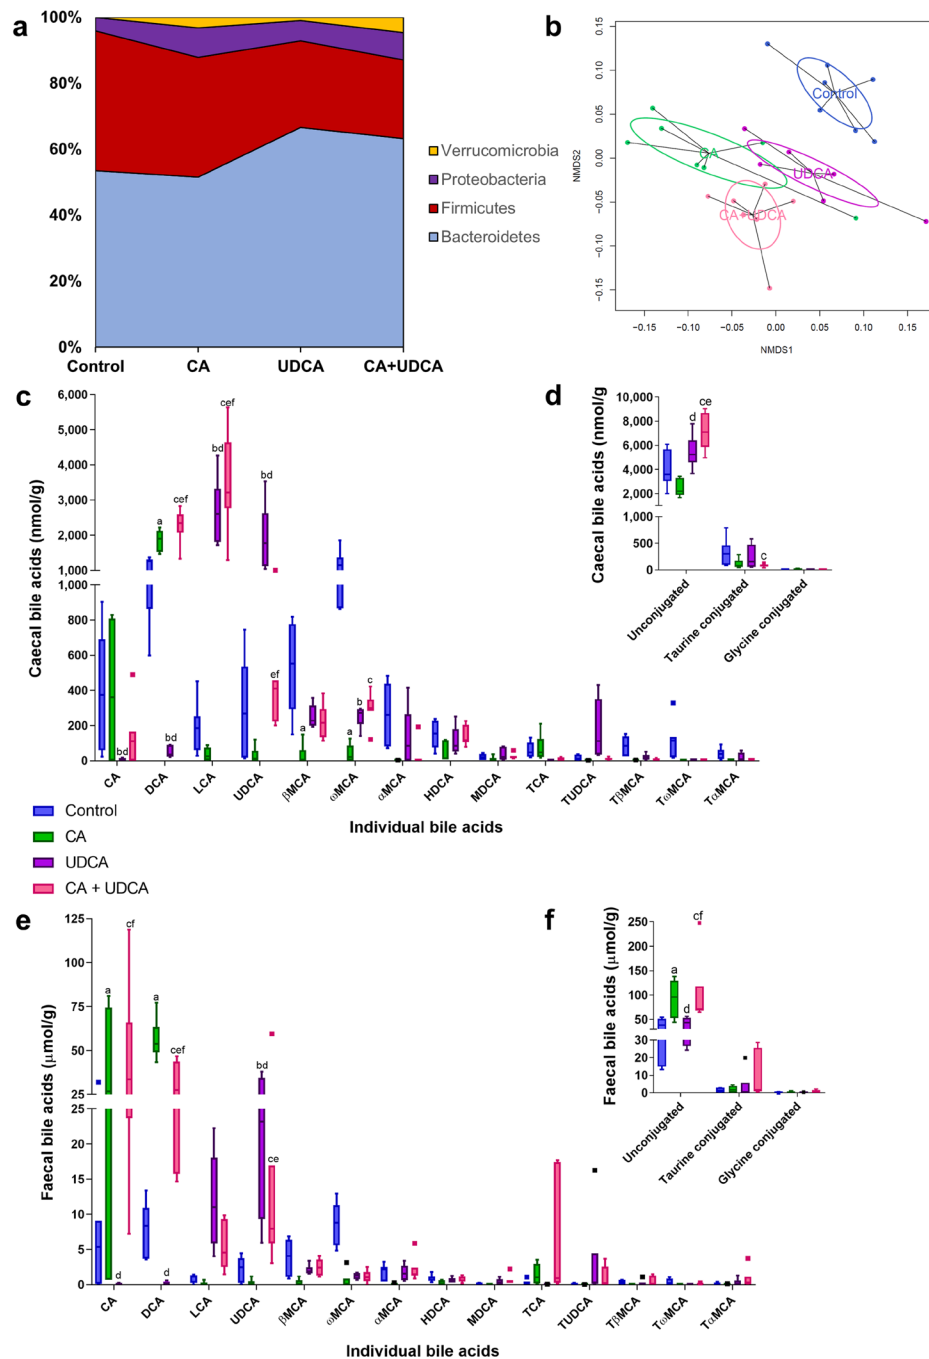 a
100%
80%
60%
40%
20%
0%
Control CA UDCA CA+UDCA
Verrucomicrobia
Proteobacteria
Firmicutes
Bacteroidetes
b
NMDS2
0.15
0.10
0.05
0.00
−0.05
−0.10
−0.15
Control
CA
UDCA
CA+UDCA
−0.15 −0.10 −0.05 0.00 0.05 0.10 0.15
NMDS1
c
Caecal bile acids (nmol/g)
6,000
5,000
4,000
3,000
2,000
1,000
1,000
800
600
400
200
0
bd
a
cef
bd
bd
cef
bd
ef
a
a
b
c
CA DCA LCA UDCA βMCA ωMCA αMCA HDCA MDCA TCA TUDCA TβMCA TωMCA TαMCA
Individual bile acids
d
Caecal bile acids (nmol/g)
10,000
8,000
6,000
4,000
2,000
1,000
500
0
d
ce
c
Unconjugated
Taurine conjugated
Glycine conjugated
Control
CA
UDCA
CA + UDCA
e
Faecal bile acids (μmol/g)
125
100
75
50
25
25
20
15
10
5
0
a
d
cf
a
d
cef
bd
ce
CA DCA LCA UDCA βMCA ωMCA αMCA HDCA MDCA TCA TUDCA TβMCA TωMCA TαMCA
Individual bile acids
f
Faecal bile acids (μmol/g)
250
200
150
100
50
30
20
10
0
a
d
cf
Unconjugated
Taurine conjugated
Glycine conjugated